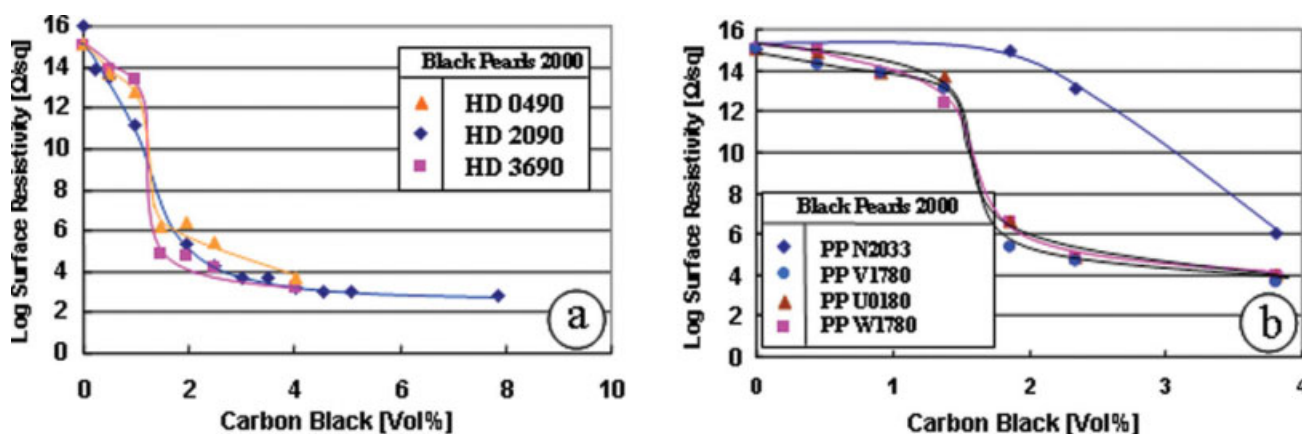 16
14
12
10
8
6
4
2
0
Log Surface Resistivity [Ω/sq]
Black Pearls 2000
HD 0490
HD 2090
HD 3690
a
0 2 4 6 8 10
Carbon Black [Vol%]
16
14
12
10
8
6
4
2
0
Log Surface Resistivity [Ω/sq]
Black Pearls 2000
PP N2033
PP V1780
PP U0180
PP W1780
b
0 1 2 3 4
Carbon Black [Vol%]